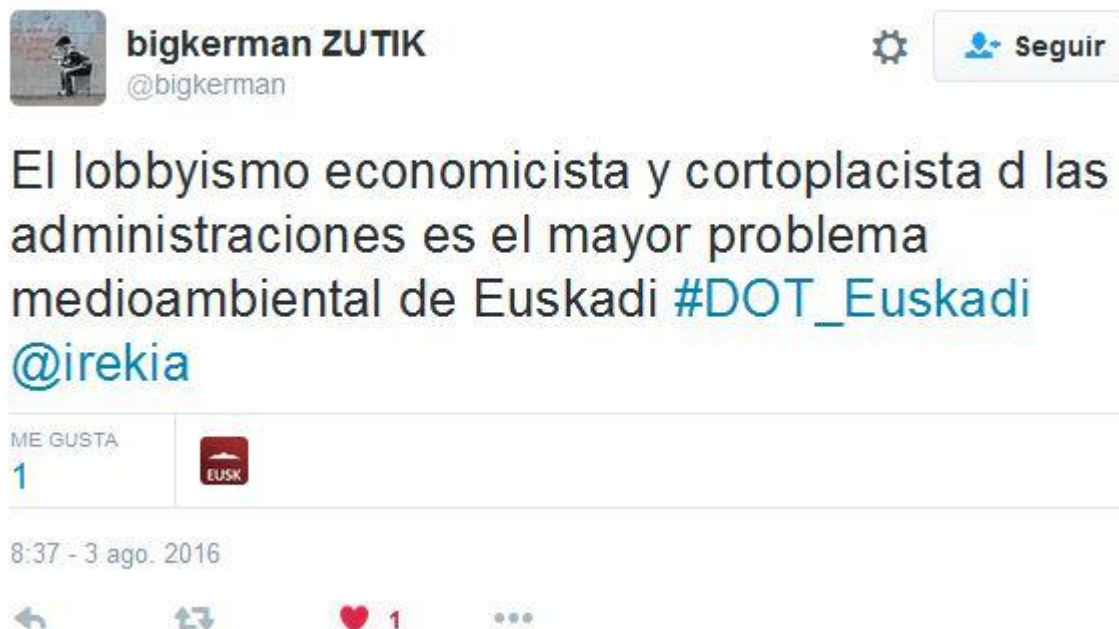 bigkerman ZUTIK
@bigkerman
Seguir
El lobbyismo economicista y cortoplacista d las
administraciones es el mayor problema
medioambiental de Euskadi #DOT_Euskadi
@irekia
ME GUSTA
1
EUSK
8:37 - 3 ago. 2016
1